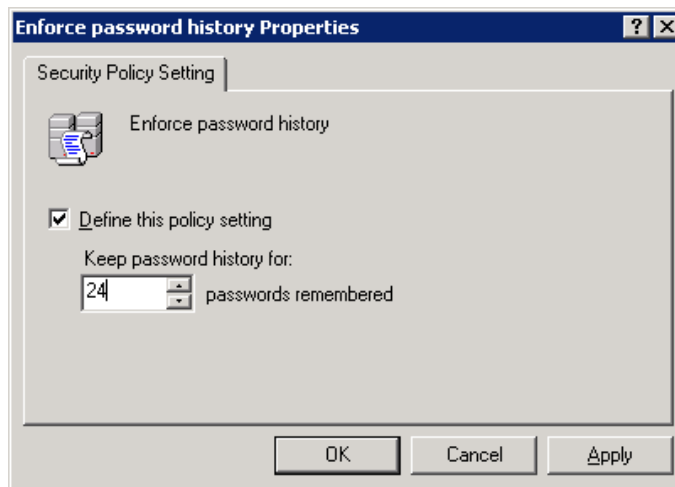 Enforce password history Properties
Security Policy Setting
Enforce password history
Define this policy setting
Keep password history for:
24 passwords remembered
OK Cancel Apply